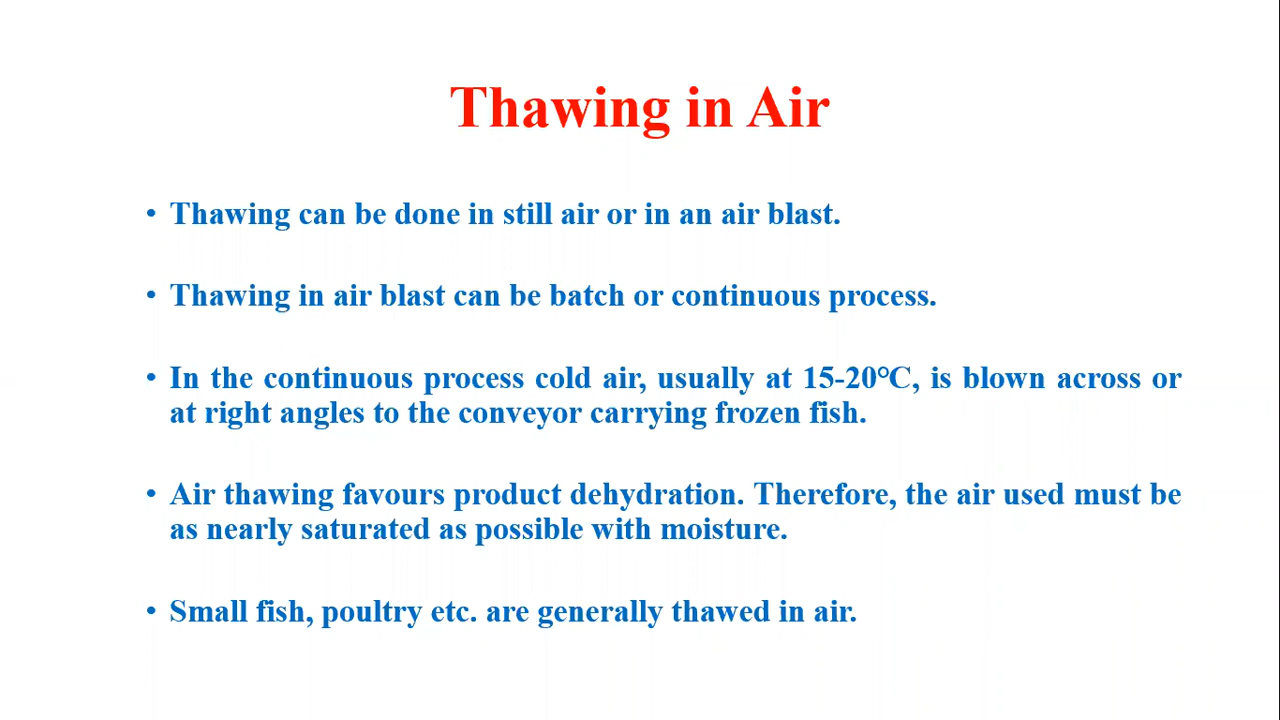 Thawing in Air
• Thawing can be done in still air or in an air blast.
• Thawing in air blast can be batch or continuous process.
• In the continuous process cold air, usually at 15-20°C, is blown across or
at right angles to the conveyor carrying frozen fish.
• Air thawing favours product dehydration. Therefore, the air used must be
as nearly saturated as possible with moisture.
• Small fish, poultry etc. are generally thawed in air.